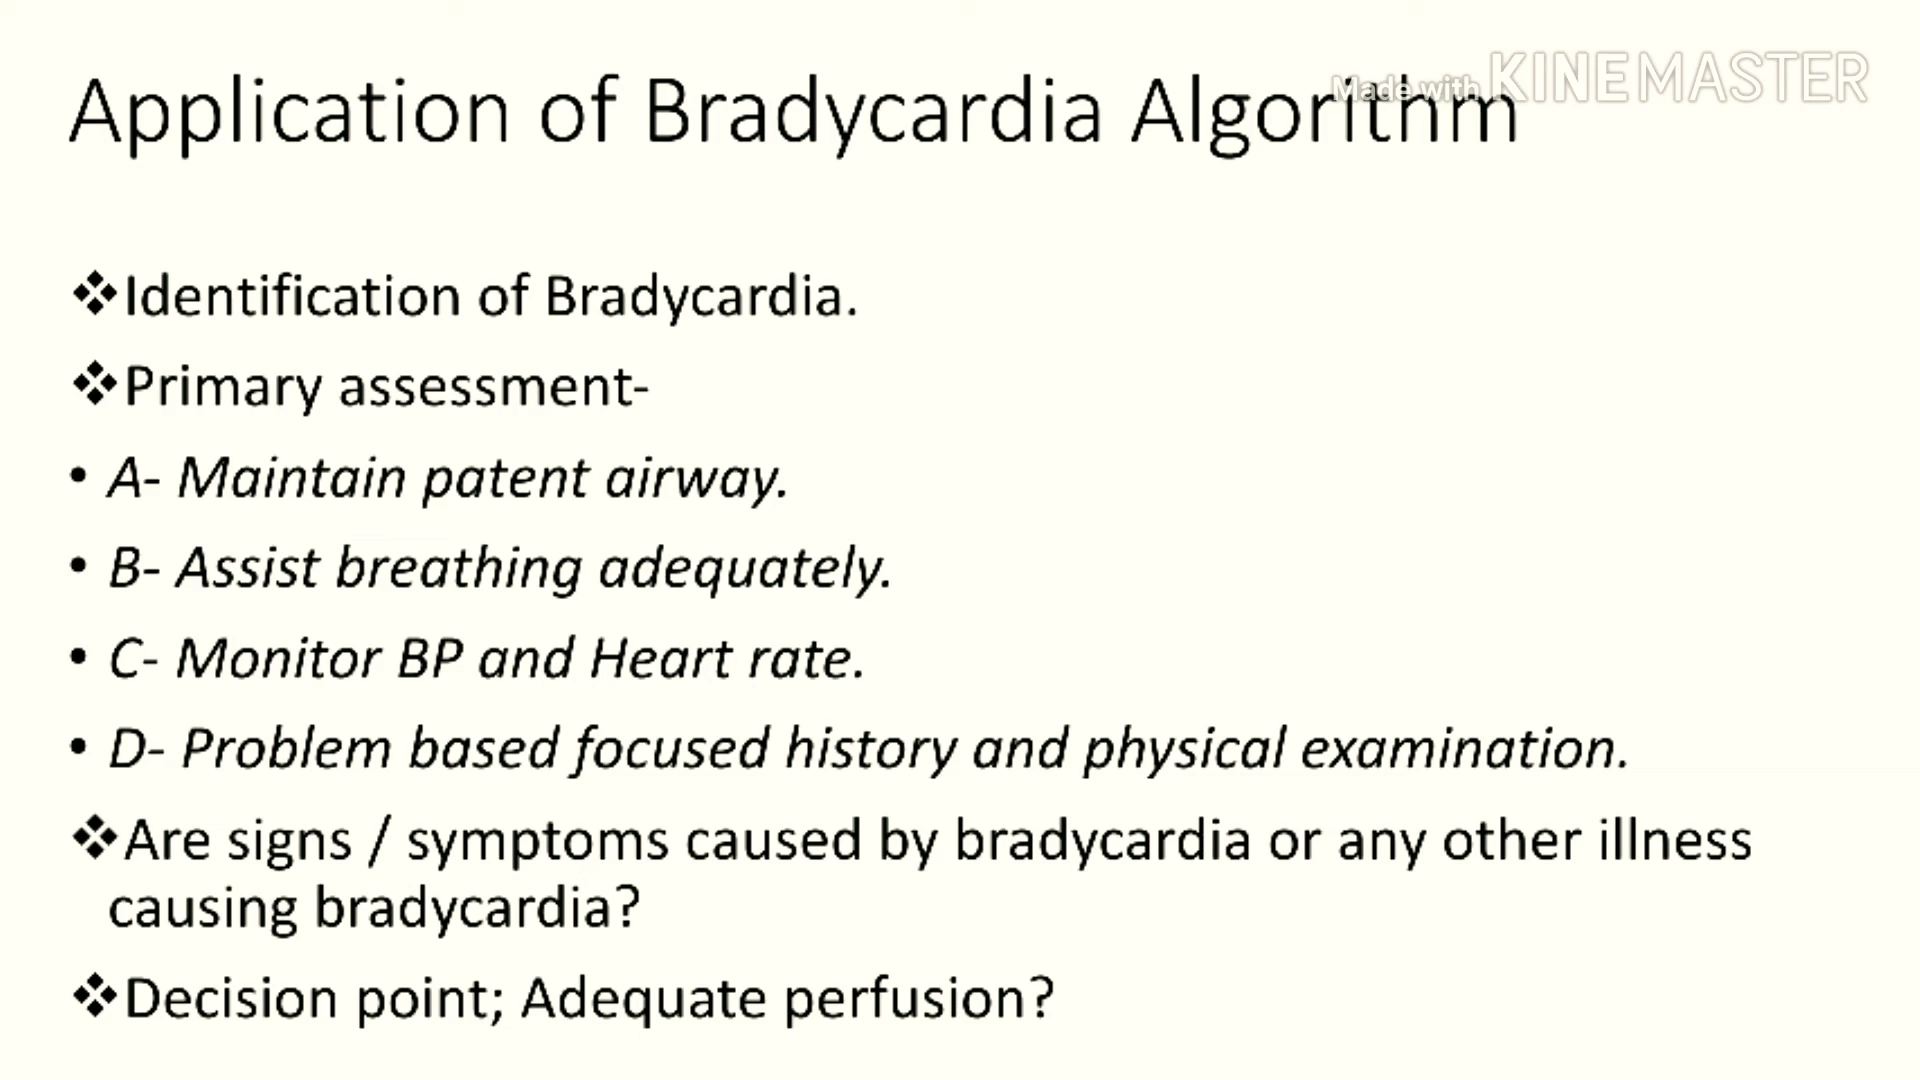 Made with KINEMASTER
Application of Bradycardia Algorithm
❖Identification of Bradycardia.
❖Primary assessment-
• A- Maintain patent airway.
• B- Assist breathing adequately.
• C- Monitor BP and Heart rate.
• D- Problem based focused history and physical examination.
❖Are signs / symptoms caused by bradycardia or any other illness
causing bradycardia?
❖Decision point; Adequate perfusion?